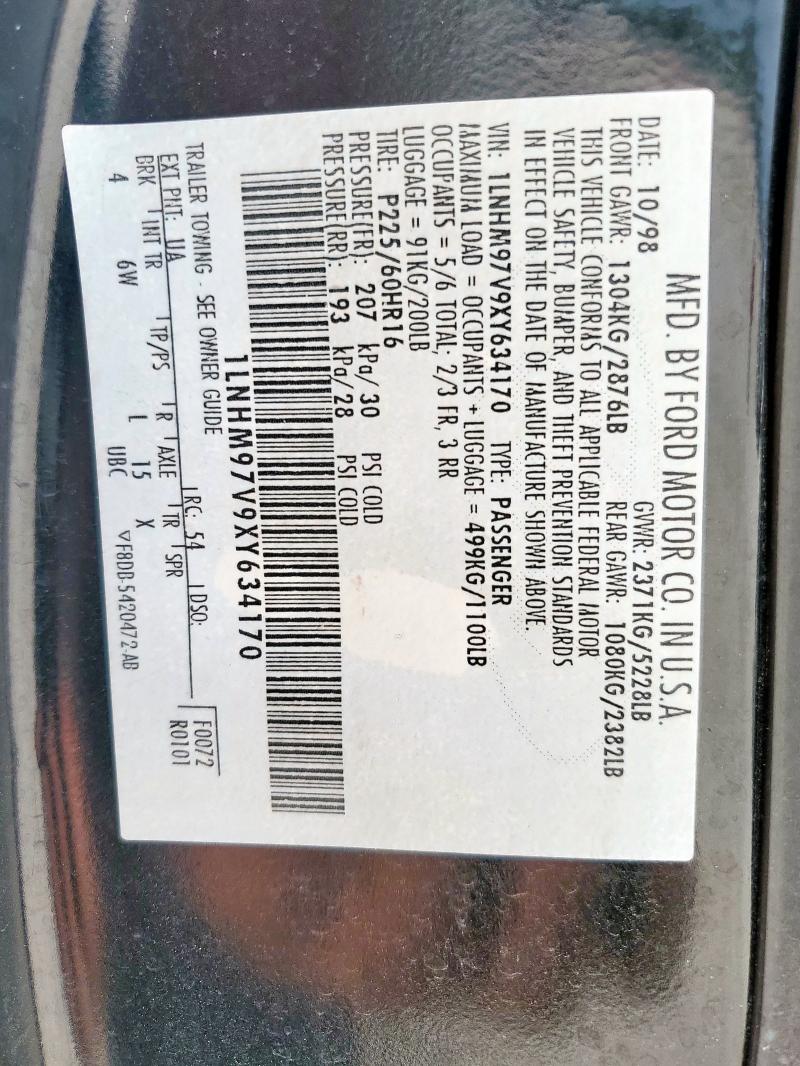 MFD. BY FORD MOTOR CO. IN U.S.A.
DATE: 10/98 GVWR: 2371KG/5228LB
FRONT GAWR: 1304KG/2876LB REAR GAWR: 1080KG/2382LB
THIS VEHICLE CONFORMS TO ALL APPLICABLE FEDERAL MOTOR
VEHICLE SAFETY, BUMPER, AND THEFT PREVENTION STANDARDS
IN EFFECT ON THE DATE OF MANUFACTURE SHOWN ABOVE.
VIN: 1LNHM97V9XY634170 TYPE: PASSENGER
MAXIMUM LOAD = OCCUPANTS + LUGGAGE = 499KG/1100LB
OCCUPANTS = 5/6 TOTAL; 2/3 FR, 3 RR
LUGGAGE = 91KG/200LB
TIRE: P225/60HR16
PRESSURE(FR): 207 kPa/30 PSI COLD
PRESSURE(RR): 193 kPa/28 PSI COLD
1LNHM97V9XY634170
TRAILER TOWING - SEE OWNER GUIDE
F0072
R0101
EXT PNT: UA RC: 54 DSO:
BRK INT TR TP/PS R AXLE TR SPR
4 6W L 15 X
UBC
▽F8DB-5420472-AB